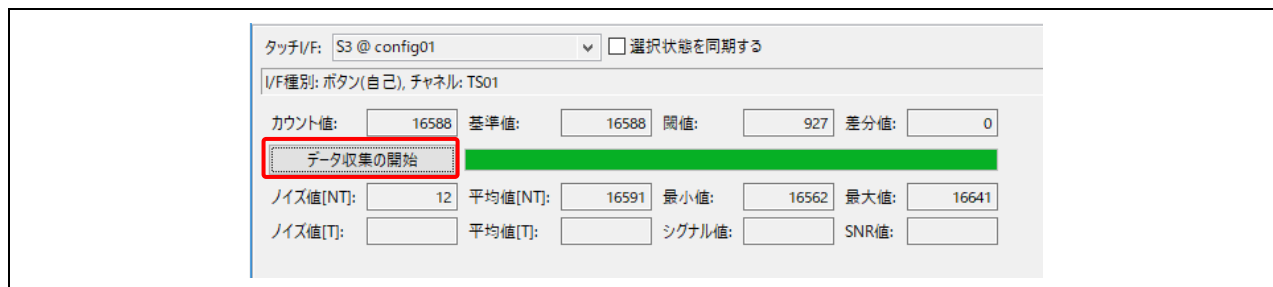 タッチI/F: S3 @ config01 選択状態を同期する
I/F種別: ボタン(自己), チャネル: TS01
カウント値: 16588 基準値: 16588 閾値: 927 差分値: 0
データ収集の開始
ノイズ値[NT]: 12 平均値[NT]: 16591 最小値: 16562 最大値: 16641
ノイズ値[T]: 平均値[T]: シグナル値: SNR値: